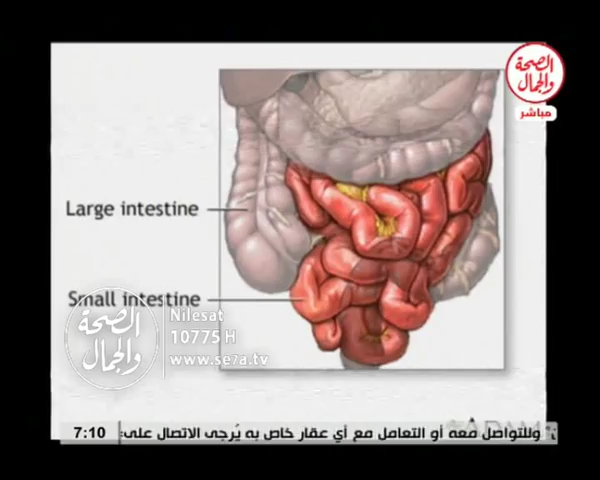 الصحة
والجمال
مباشر
Large intestine
Small intestine
الصحة
والجمال
Nilesat
10775 H
www.se7a.tv
7:10
وللتواصل معه أو التعامل مع أي عقار خاص به يُرجى الاتصال على: